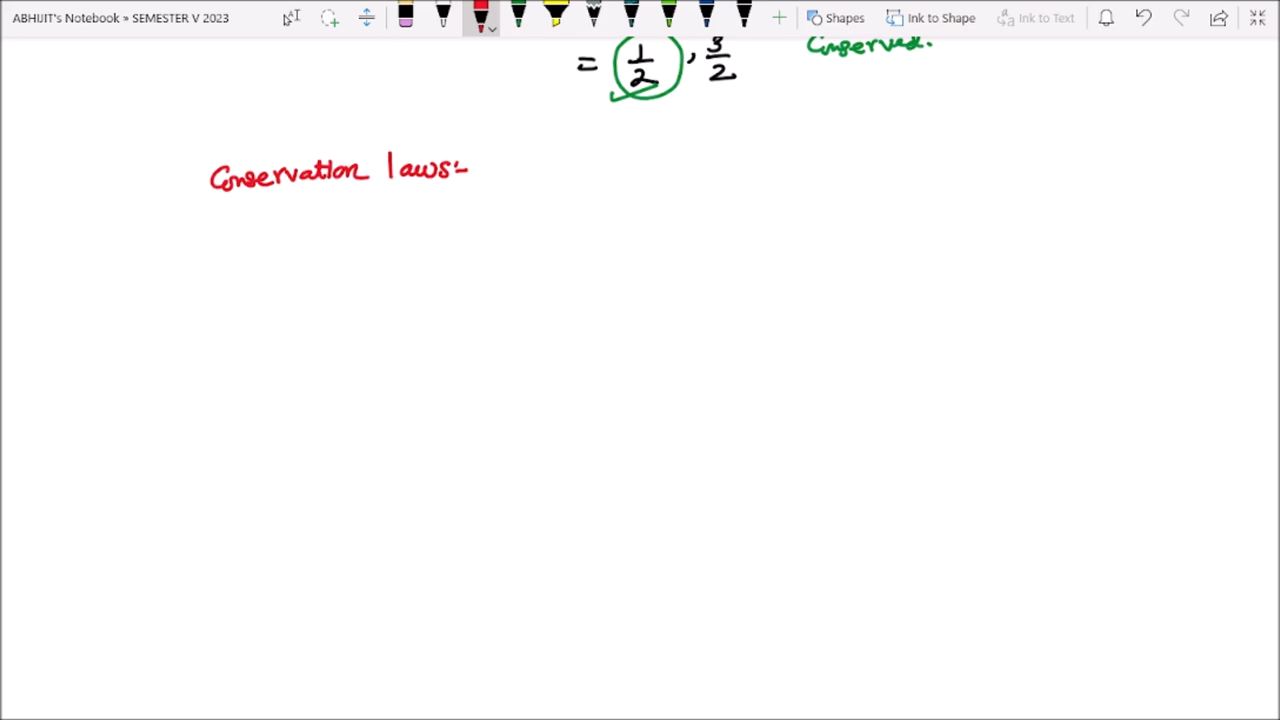 ABHIJIT's Notebook » SEMESTER V 2023
Shapes
Ink to Shape
Ink to Text
= 1/2, 3/2
Conserved.
Conservation laws:-